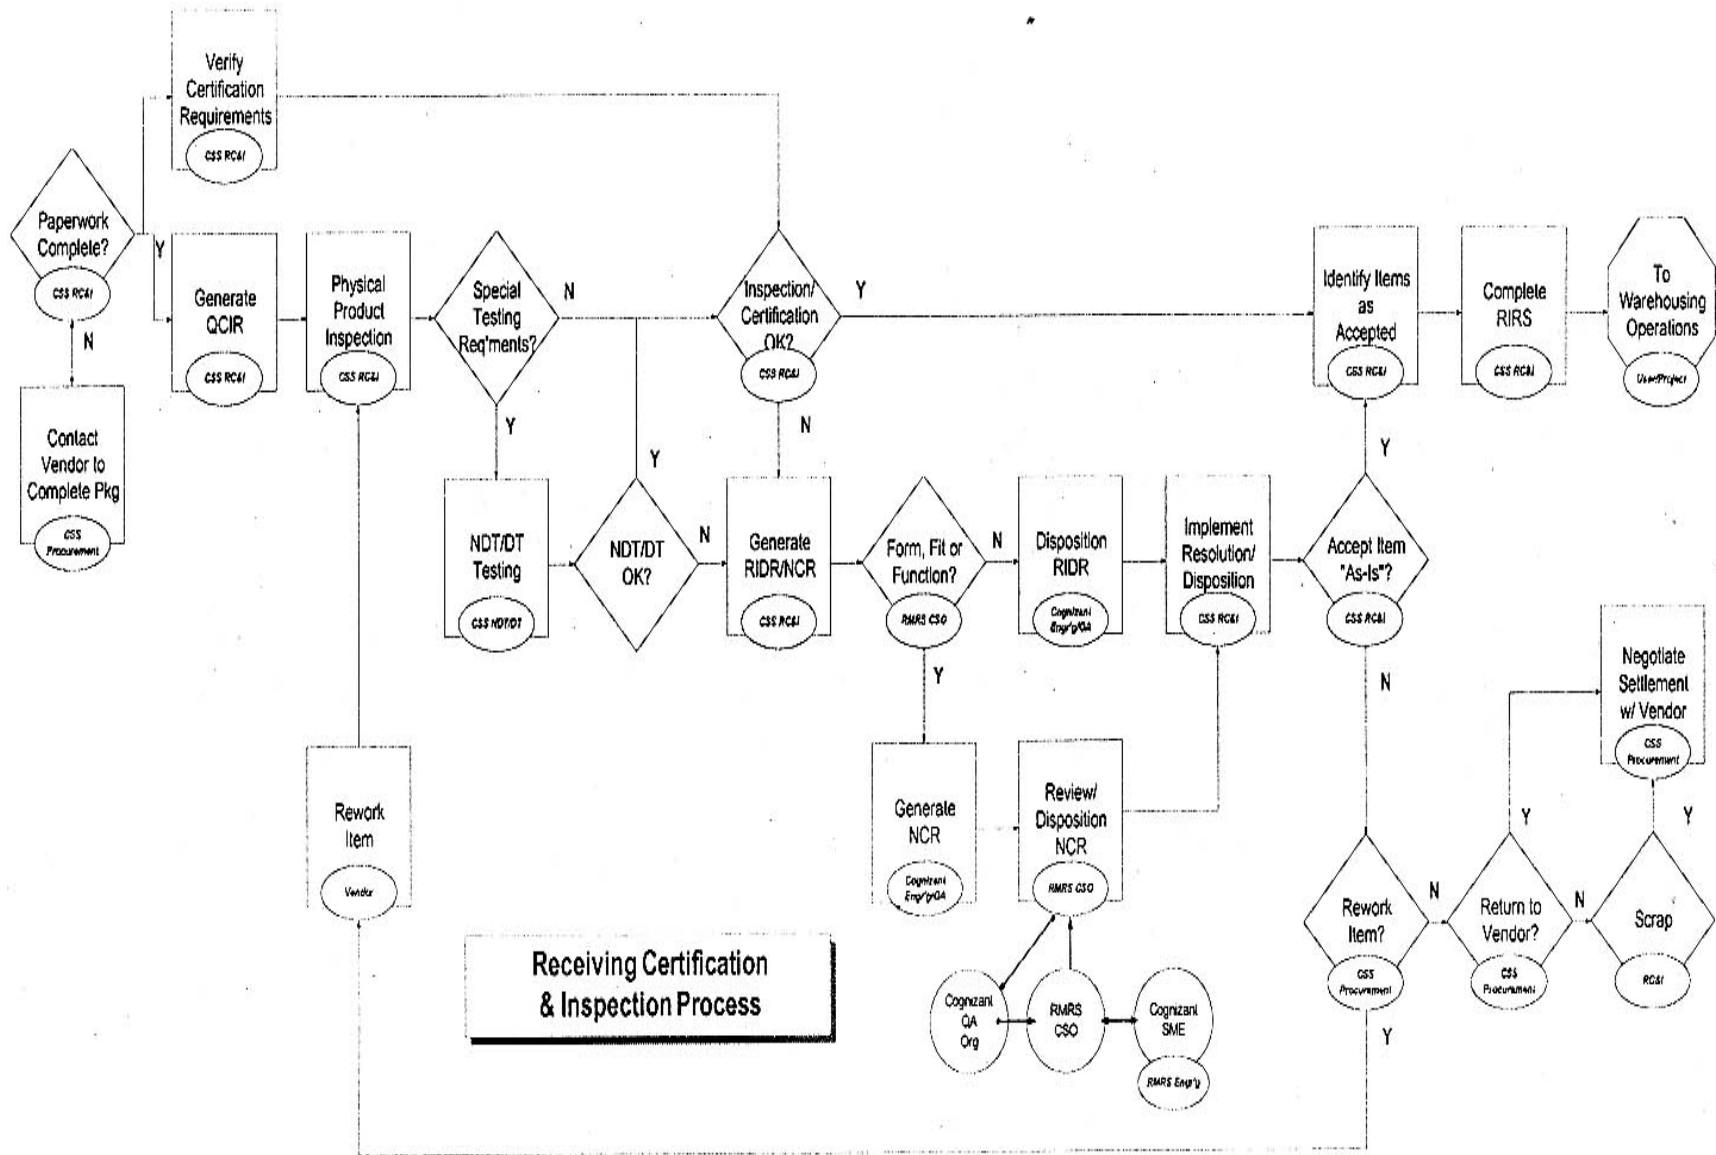 Verify
Certification
Requirements
CSS RC&I
Paperwork
Complete?
CSS RC&I
Y
N
Contact
Vendor to
Complete Pkg
CSS
Procurement
Generate
QCIR
CSS RC&I
Physical
Product
Inspection
CSS RC&I
Special
Testing
Req'ments?
N
Y
Inspection/
Certification
OK?
CSS RC&I
Y
N
Identify Items
as
Accepted
CSS RC&I
Complete
RIRS
CSS RC&I
To
Warehousing
Operations
User/Project
NDT/DT
Testing
CSS NDT/DT
NDT/DT
OK?
Y
N
Generate
RIDR/NCR
CSS RC&I
Form, Fit or
Function?
RMRS CSO
N
Y
Disposition
RIDR
Cognizant
Engr'g/QA
Implement
Resolution/
Disposition
CSS RC&I
Accept Item
"As-Is"?
CSS RC&I
Y
N
Negotiate
Settlement
w/ Vendor
CSS
Procurement
Rework
Item
Vendor
Generate
NCR
Cognizant
Engr'g/QA
Review/
Disposition
NCR
RMRS CSO
Rework
Item?
CSS
Procurement
N
Y
Return to
Vendor?
CSS
Procurement
Y
N
Scrap
RC&I
Y
Receiving Certification
& Inspection Process
Cognizant
QA
Org
RMRS
CSO
Cognizant
SME
RMRS Engr'g